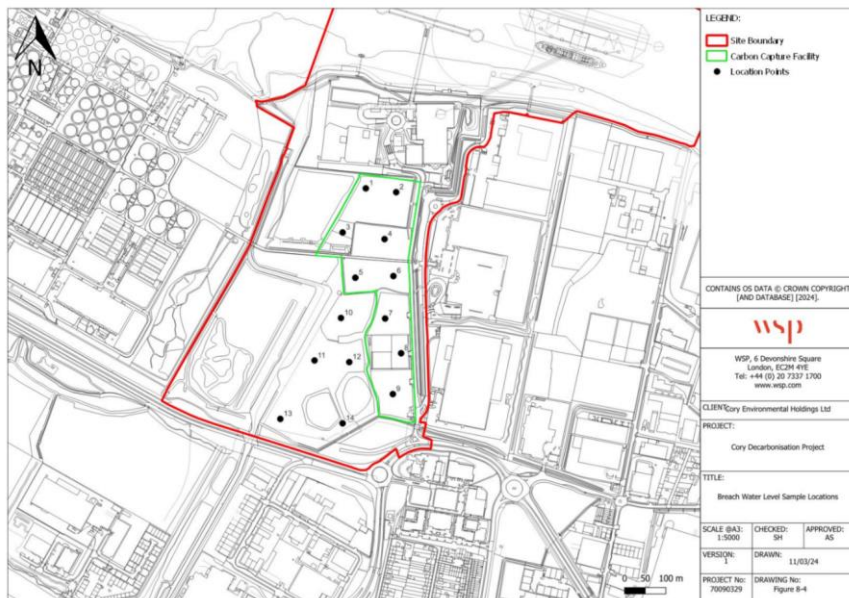 N
1
2
3
4
5
6
7
8
9
10
11
12
13
14
0 50 100 m
LEGEND:
Site Boundary
Carbon Capture Facility
Location Points
CONTAINS OS DATA © CROWN COPYRIGHT
[AND DATABASE] [2024].
wsp
WSP, 6 Devonshire Square
London, EC2M 4YE
Tel: +44 (0) 20 7337 1700
www.wsp.com
CLIENT: Cory Environmental Holdings Ltd
PROJECT:
Cory Decarbonisation Project
TITLE:
Breach Water Level Sample Locations
SCALE @A3: CHECKED: APPROVED:
1:5000 SH AS
VERSION: DRAWN:
1 11/03/24
PROJECT No: DRAWING No:
70090329 Figure 8-4